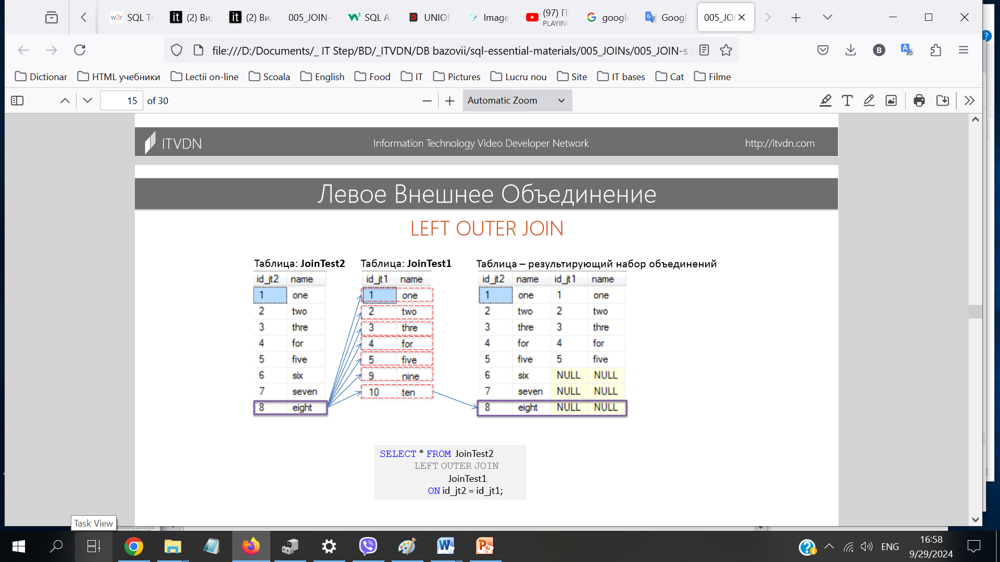 w3r SQL Tu
it (2) Ви
it (2) Ви
005_JOIN-
SQL A
UNION
Image
(97) П
PLAYING
googl
Googl
005_JO
file:///D:/Documents/_ IT Step/BD/_ITVDN/DB bazovii/sql-essential-materials/005_JOINs/005_JOIN-s
B
Dictionar
HTML учебники
Lectii on-line
Scoala
English
Food
IT
Pictures
Lucru nou
Site
IT bases
Cat
Filme
15 of 30
Automatic Zoom
ITVDN
Information Technology Video Developer Network
http://itvdn.com
Левое Внешнее Объединение
LEFT OUTER JOIN
Таблица: JoinTest2
Таблица: JoinTest1
Таблица – результирующий набор объединений
id_jt2 name id_jt1 name id_jt2 name id_jt1 name
1 one 1 one 1 one 1 one
2 two 2 two 2 two 2 two
3 thre 3 thre 3 thre 3 thre
4 for 4 for 4 for 4 for
5 five 5 five 5 five 5 five
6 six 9 nine 6 six NULL NULL
7 seven 10 ten 7 seven NULL NULL
8 eight 8 eight NULL NULL
SELECT * FROM JoinTest2
LEFT OUTER JOIN
JoinTest1
ON id_jt2 = id_jt1;
Task View
ENG
16:58
9/29/2024